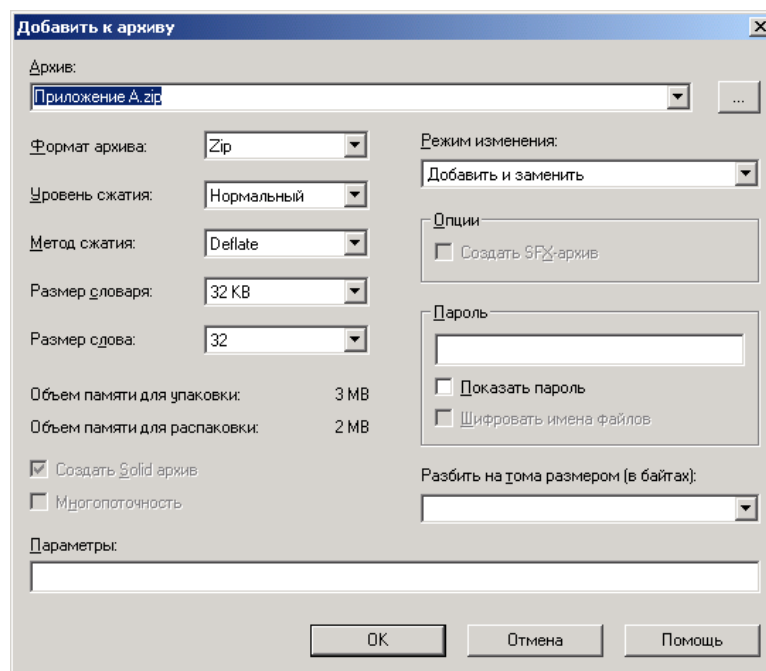 Добавить к архиву
Архив:
Приложение А.zip
...
Формат архива:
Zip
Уровень сжатия:
Нормальный
Метод сжатия:
Deflate
Размер словаря:
32 KB
Размер слова:
32
Объем памяти для упаковки:
3 MB
Объем памяти для распаковки:
2 MB
Создать Solid архив
Многопоточность
Режим изменения:
Добавить и заменить
Опции
Создать SFX-архив
Пароль
Показать пароль
Шифровать имена файлов
Разбить на тома размером (в байтах):
Параметры:
OK
Отмена
Помощь